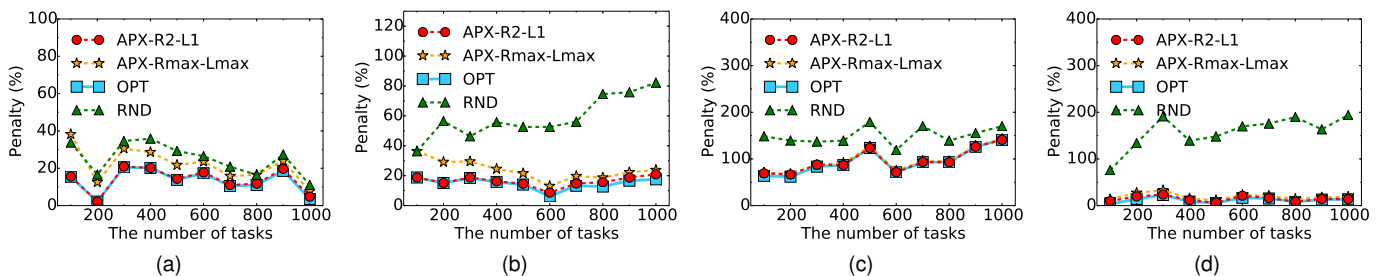 Penalty (%)
100
80
60
40
20
0
APX-R2-L1
APX-Rmax-Lmax
OPT
RND
200 400 600 800 1000
The number of tasks
(a)
Penalty (%)
120
100
80
60
40
20
0
APX-R2-L1
APX-Rmax-Lmax
OPT
RND
200 400 600 800 1000
The number of tasks
(b)
Penalty (%)
400
300
200
100
0
APX-R2-L1
APX-Rmax-Lmax
OPT
RND
200 400 600 800 1000
The number of tasks
(c)
Penalty (%)
400
300
200
100
0
APX-R2-L1
APX-Rmax-Lmax
OPT
RND
200 400 600 800 1000
The number of tasks
(d)